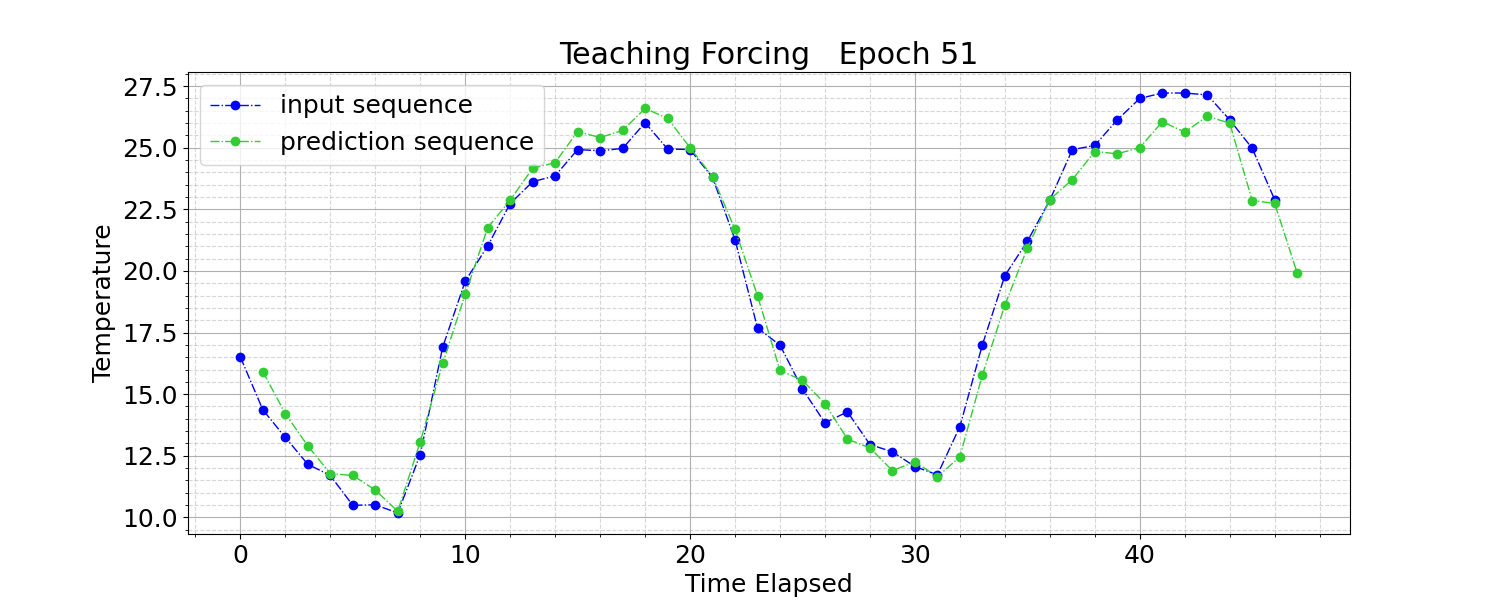 Teaching Forcing   Epoch 51
27.5
25.0
22.5
20.0
17.5
15.0
12.5
10.0
Temperature
input sequence
prediction sequence
0 10 20 30 40
Time Elapsed